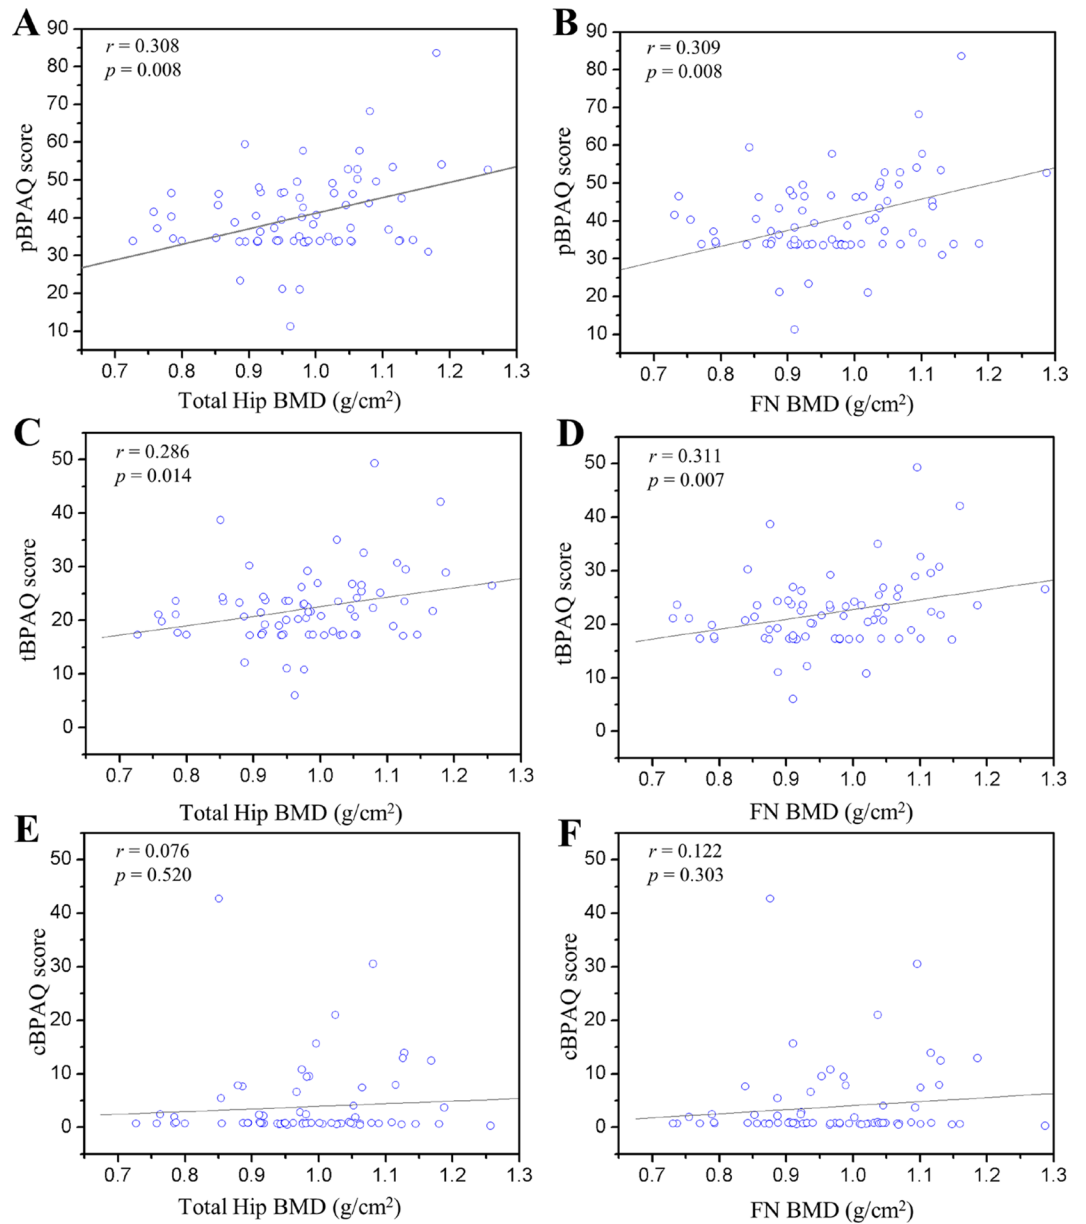 A
r = 0.308
p = 0.008
pBPAQ score
90
80
70
60
50
40
30
20
10
0.7 0.8 0.9 1.0 1.1 1.2 1.3
Total Hip BMD (g/cm²)
B
r = 0.309
p = 0.008
pBPAQ score
90
80
70
60
50
40
30
20
10
0.7 0.8 0.9 1.0 1.1 1.2 1.3
FN BMD (g/cm²)
C
r = 0.286
p = 0.014
tBPAQ score
50
40
30
20
10
0
0.7 0.8 0.9 1.0 1.1 1.2 1.3
Total Hip BMD (g/cm²)
D
r = 0.311
p = 0.007
tBPAQ score
50
40
30
20
10
0
0.7 0.8 0.9 1.0 1.1 1.2 1.3
FN BMD (g/cm²)
E
r = 0.076
p = 0.520
cBPAQ score
50
40
30
20
10
0
0.7 0.8 0.9 1.0 1.1 1.2 1.3
Total Hip BMD (g/cm²)
F
r = 0.122
p = 0.303
cBPAQ score
50
40
30
20
10
0
0.7 0.8 0.9 1.0 1.1 1.2 1.3
FN BMD (g/cm²)